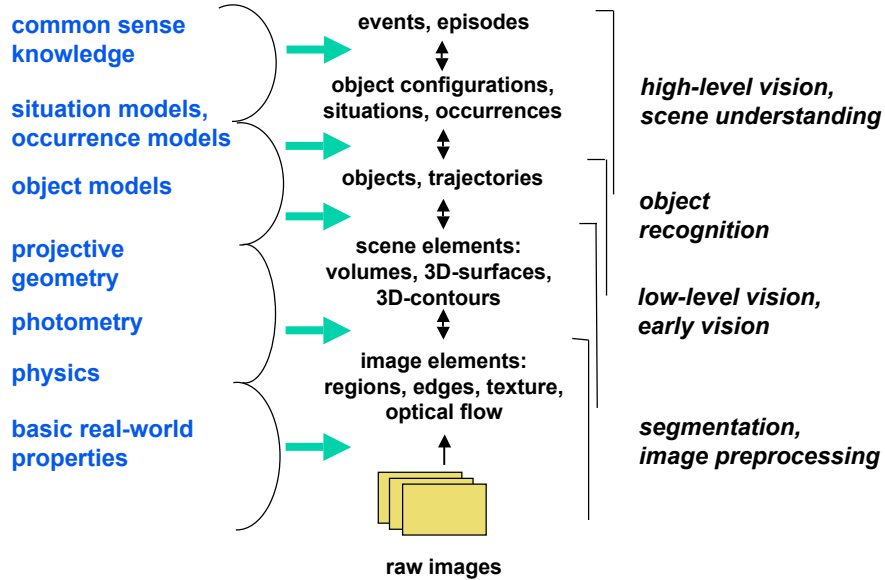 common sense
knowledge
situation models,
occurrence models
object models
projective
geometry
photometry
physics
basic real-world
properties
events, episodes
object configurations,
situations, occurrences
objects, trajectories
scene elements:
volumes, 3D-surfaces,
3D-contours
image elements:
regions, edges, texture,
optical flow
raw images
high-level vision,
scene understanding
object
recognition
low-level vision,
early vision
segmentation,
image preprocessing